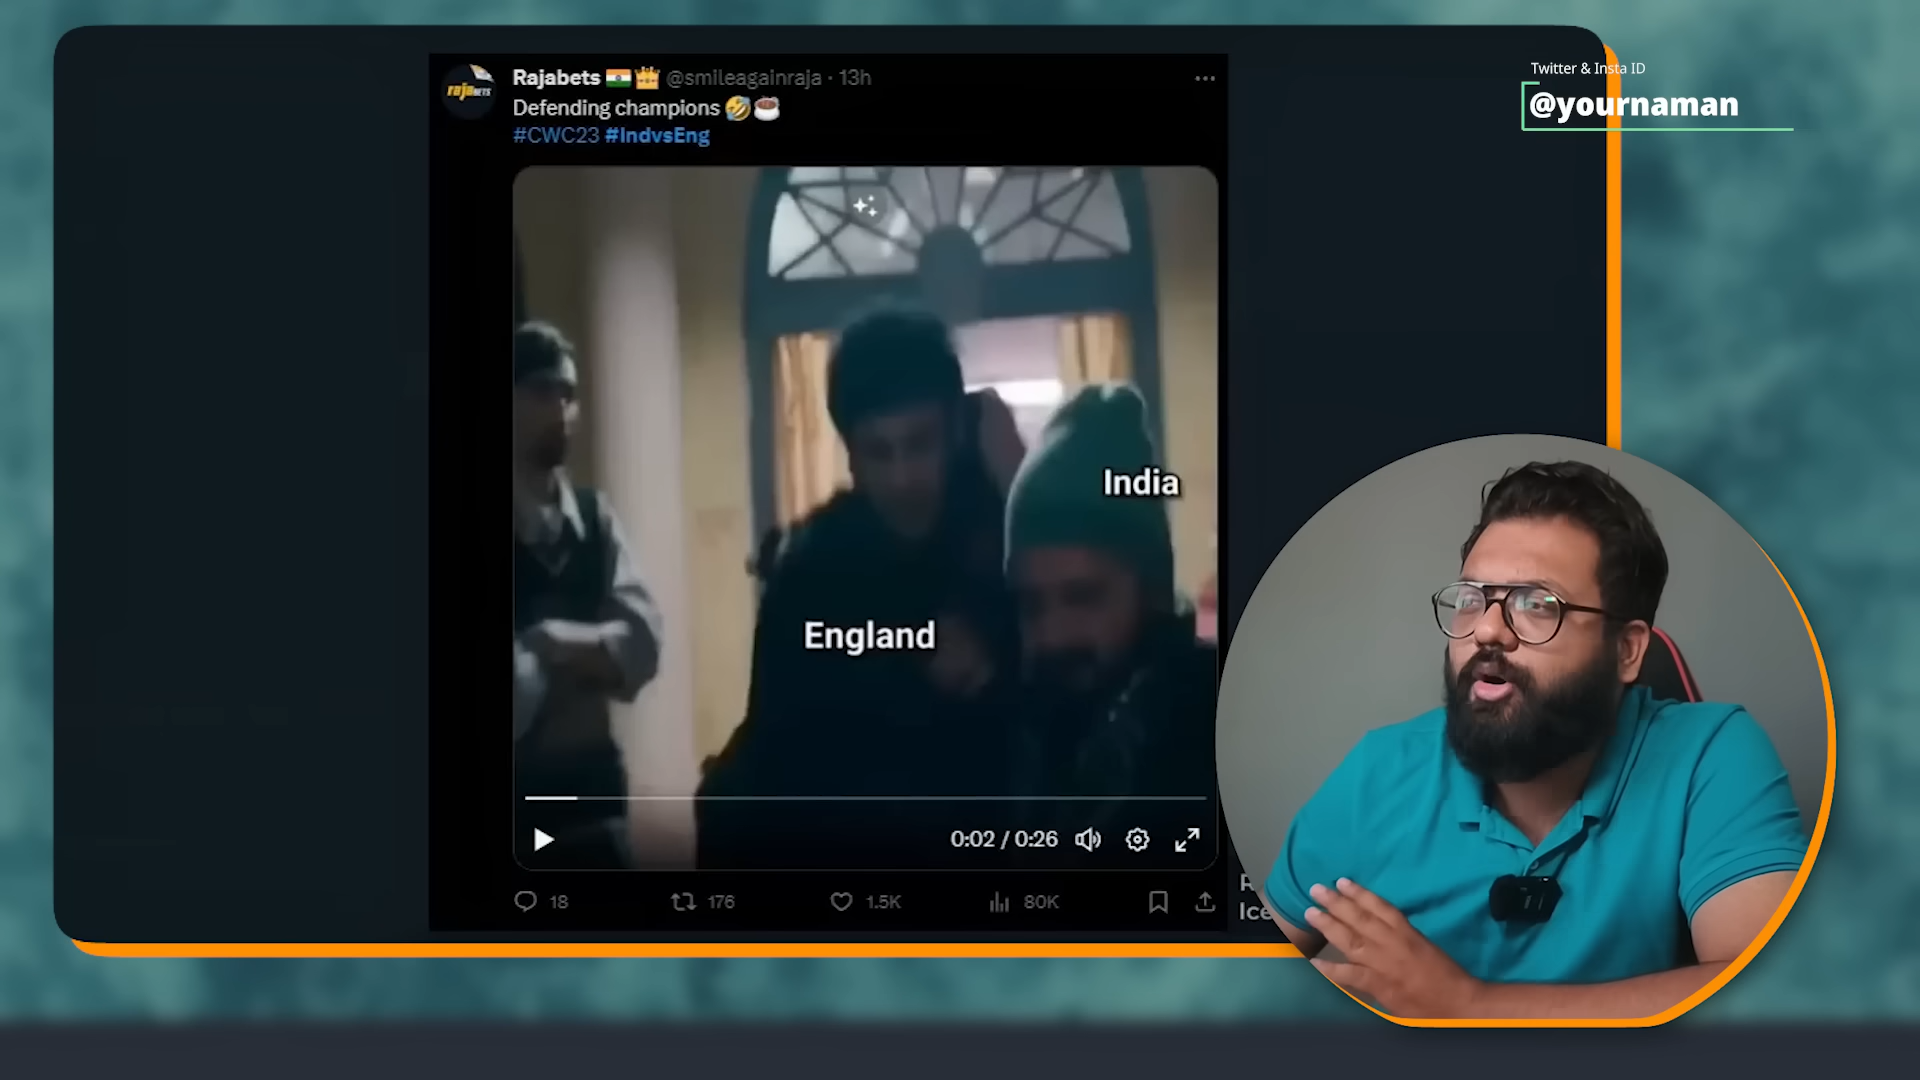 Rajabets @smileagainraja · 13h
Defending champions
#CWC23 #IndvsEng
Twitter & Insta ID
@yournaman
India
England
0:02 / 0:26
18
176
1.5K
80K